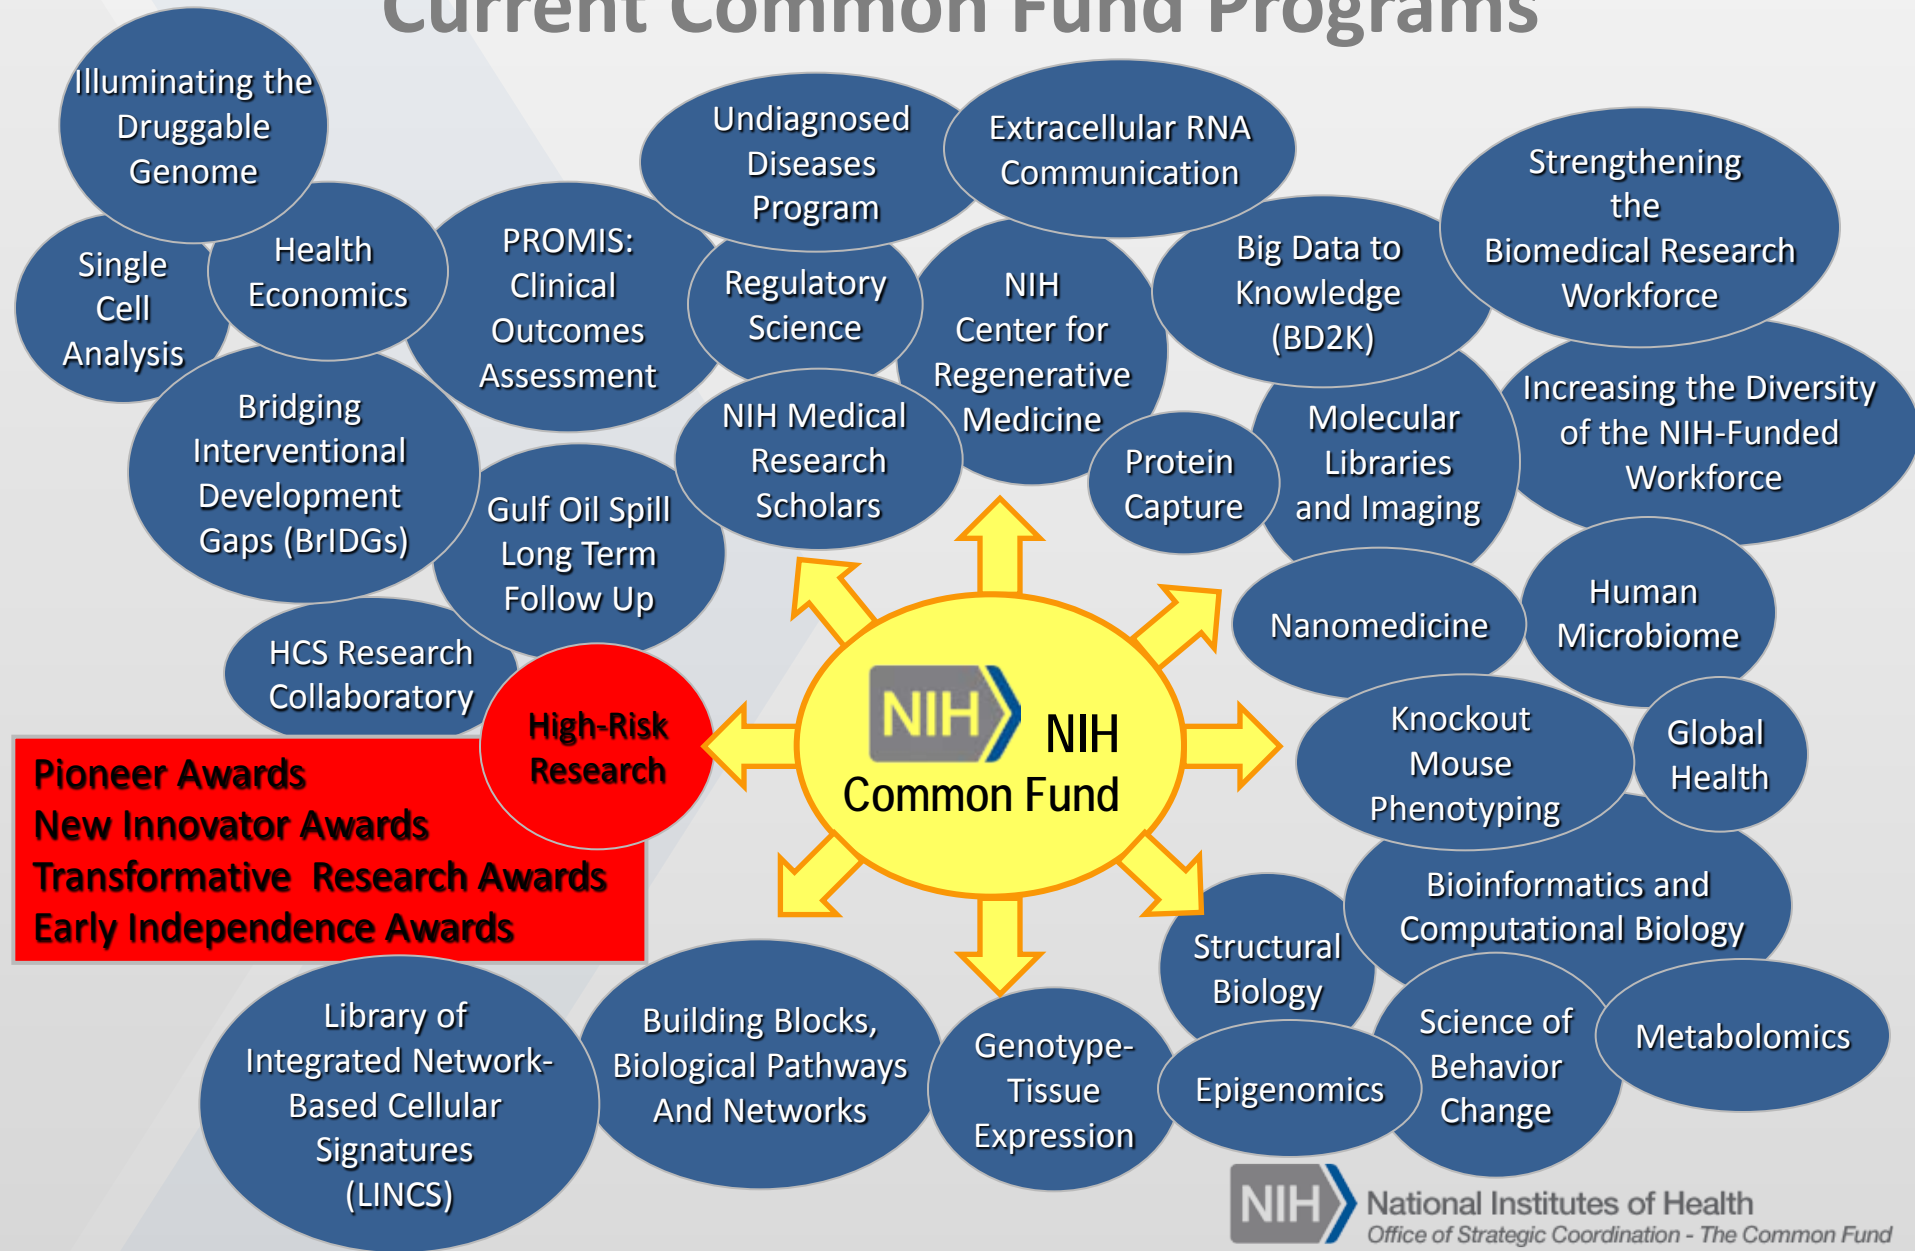 Current Common Fund Programs
Illuminating the
Druggable
Genome
Undiagnosed
Diseases
Program
Extracellular RNA
Communication
Strengthening
the
Biomedical Research
Workforce
Single
Cell
Analysis
Health
Economics
PROMIS:
Clinical
Outcomes
Assessment
Regulatory
Science
NIH
Center for
Regenerative
Medicine
Big Data to
Knowledge
(BD2K)
Increasing the Diversity
of the NIH-Funded
Workforce
Bridging
Interventional
Development
Gaps (BrIDGs)
Gulf Oil Spill
Long Term
Follow Up
NIH Medical
Research
Scholars
Protein
Capture
Molecular
Libraries
and Imaging
Nanomedicine
Human
Microbiome
HCS Research
Collaboratory
High-Risk
Research
NIH
NIH
Common Fund
Knockout
Mouse
Phenotyping
Global
Health
Pioneer Awards
New Innovator Awards
Transformative  Research Awards
Early Independence Awards
Bioinformatics and
Computational Biology
Structural
Biology
Library of
Integrated Network-
Based Cellular
Signatures
(LINCS)
Building Blocks,
Biological Pathways
And Networks
Genotype-
Tissue
Expression
Epigenomics
Science of
Behavior
Change
Metabolomics
NIH
National Institutes of Health
Office of Strategic Coordination - The Common Fund